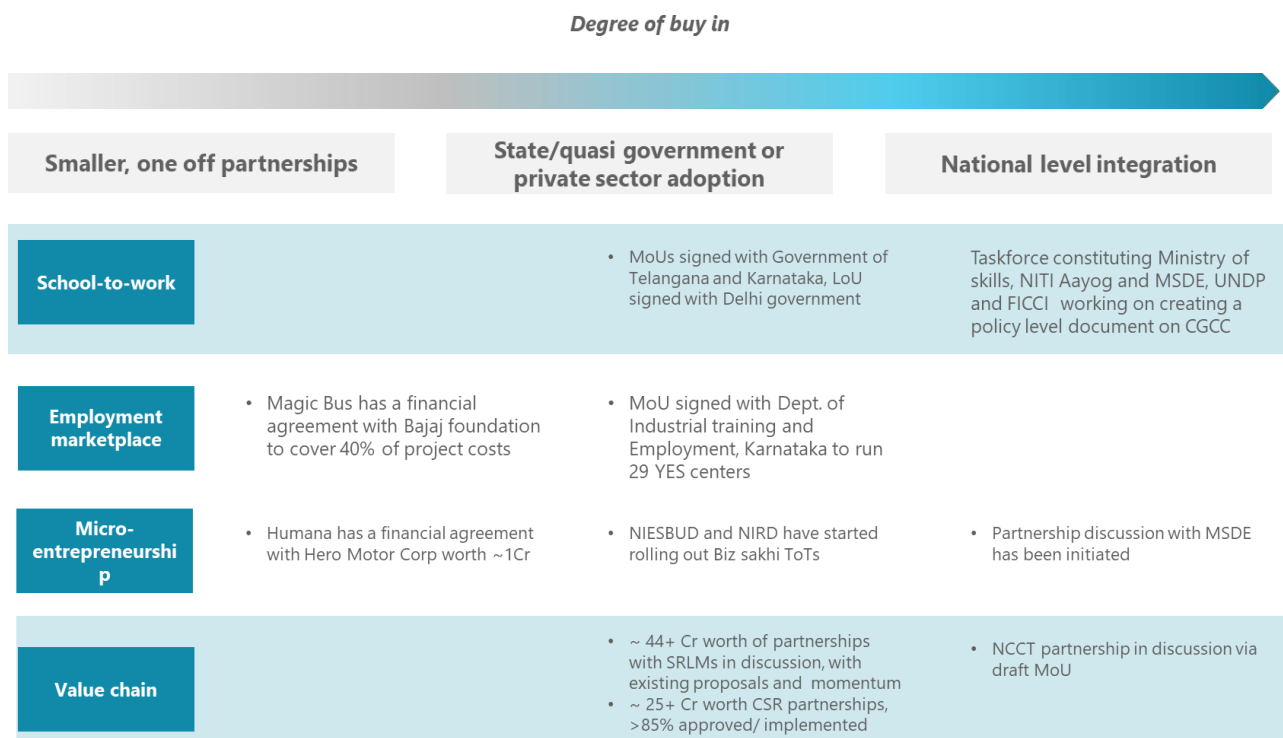 Degree of buy in
Smaller, one off partnerships
State/quasi government or
private sector adoption
National level integration
School-to-work
• MoUs signed with Government of
Telangana and Karnataka, LoU
signed with Delhi government
Taskforce constituting Ministry of
skills, NITI Aayog and MSDE, UNDP
and FICCI working on creating a
policy level document on CGCC
Employment
marketplace
• Magic Bus has a financial
agreement with Bajaj foundation
to cover 40% of project costs
• MoU signed with Dept. of
Industrial training and
Employment, Karnataka to run
29 YES centers
Micro-
entrepreneurshi
p
• Humana has a financial agreement
with Hero Motor Corp worth ~1Cr
• NIESBUD and NIRD have started
rolling out Biz sakhi ToTs
• Partnership discussion with MSDE
has been initiated
Value chain
• ~ 44+ Cr worth of partnerships
with SRLMs in discussion, with
existing proposals and momentum
• ~ 25+ Cr worth CSR partnerships,
>85% approved/ implemented
• NCCT partnership in discussion via
draft MoU